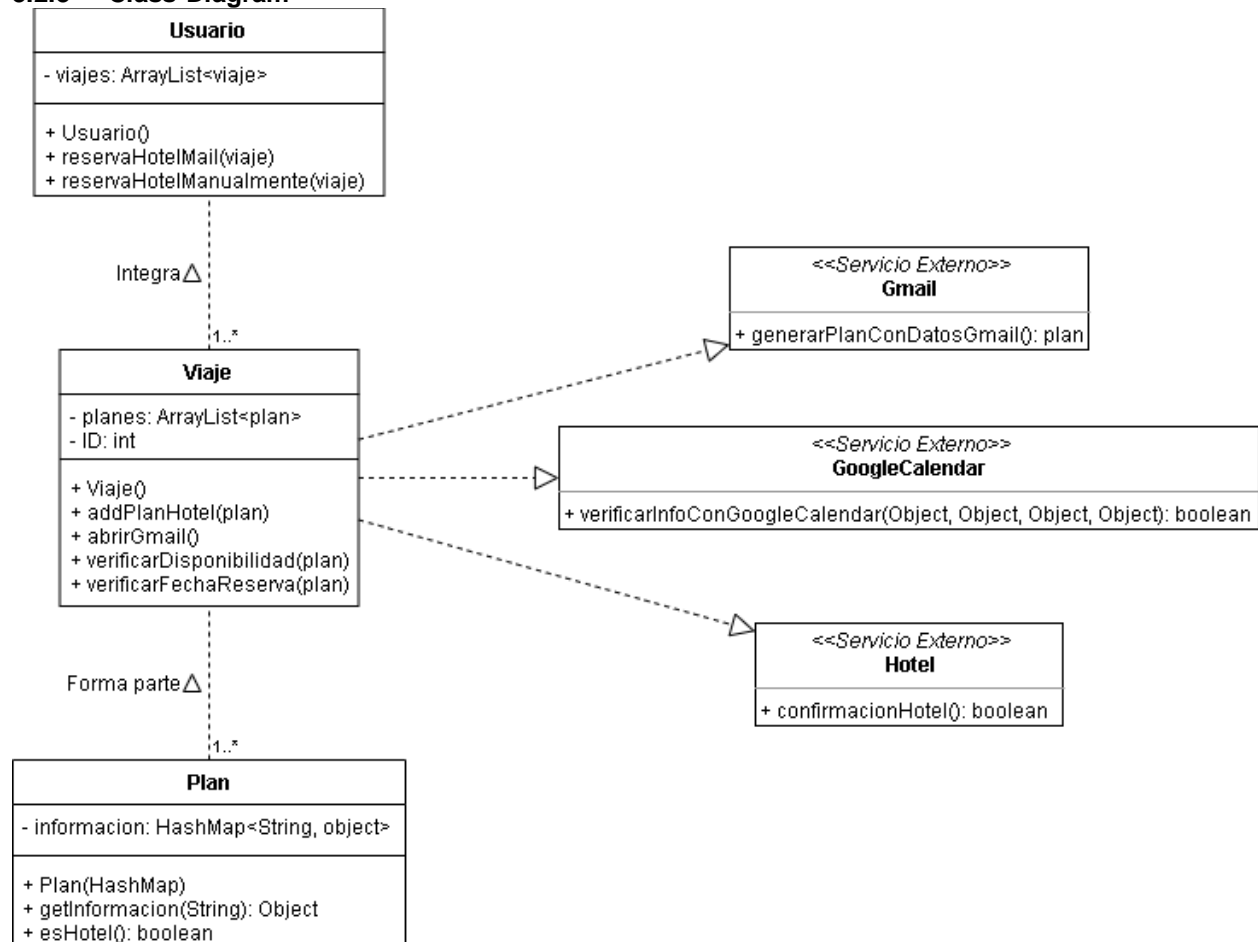 Usuario
- viajes: ArrayList<viaje>
+ Usuario()
+ reservaHotelMail(viaje)
+ reservaHotelManualmente(viaje)
Integra
1..*
Viaje
- planes: ArrayList<plan>
- ID: int
+ Viaje()
+ addPlanHotel(plan)
+ abrirGmail()
+ verificarDisponibilidad(plan)
+ verificarFechaReserva(plan)
Forma parte
1..*
Plan
- informacion: HashMap<String, object>
+ Plan(HashMap)
+ getInformacion(String): Object
+ esHotel(): boolean
<<Servicio Externo>>
Gmail
+ generarPlanConDatosGmail(): plan
<<Servicio Externo>>
GoogleCalendar
+ verificarInfoConGoogleCalendar(Object, Object, Object, Object): boolean
<<Servicio Externo>>
Hotel
+ confirmacionHotel(): boolean